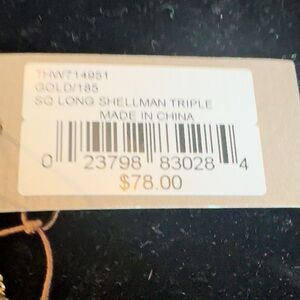 THW714951
GOLD/185
SQ LONG SHELLMAN TRIPLE
MADE IN CHINA
0 23798 83028 4
$78.00